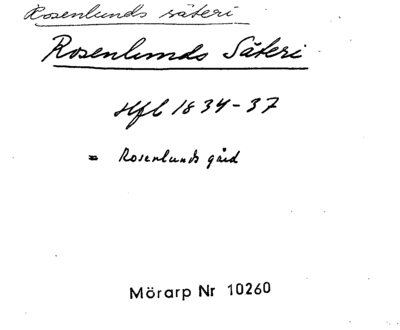 Rosenlunds säteri
Rosenlunds Säteri
Hfl 1834-37
= Rosenlunds gård
Mörarp Nr 10260